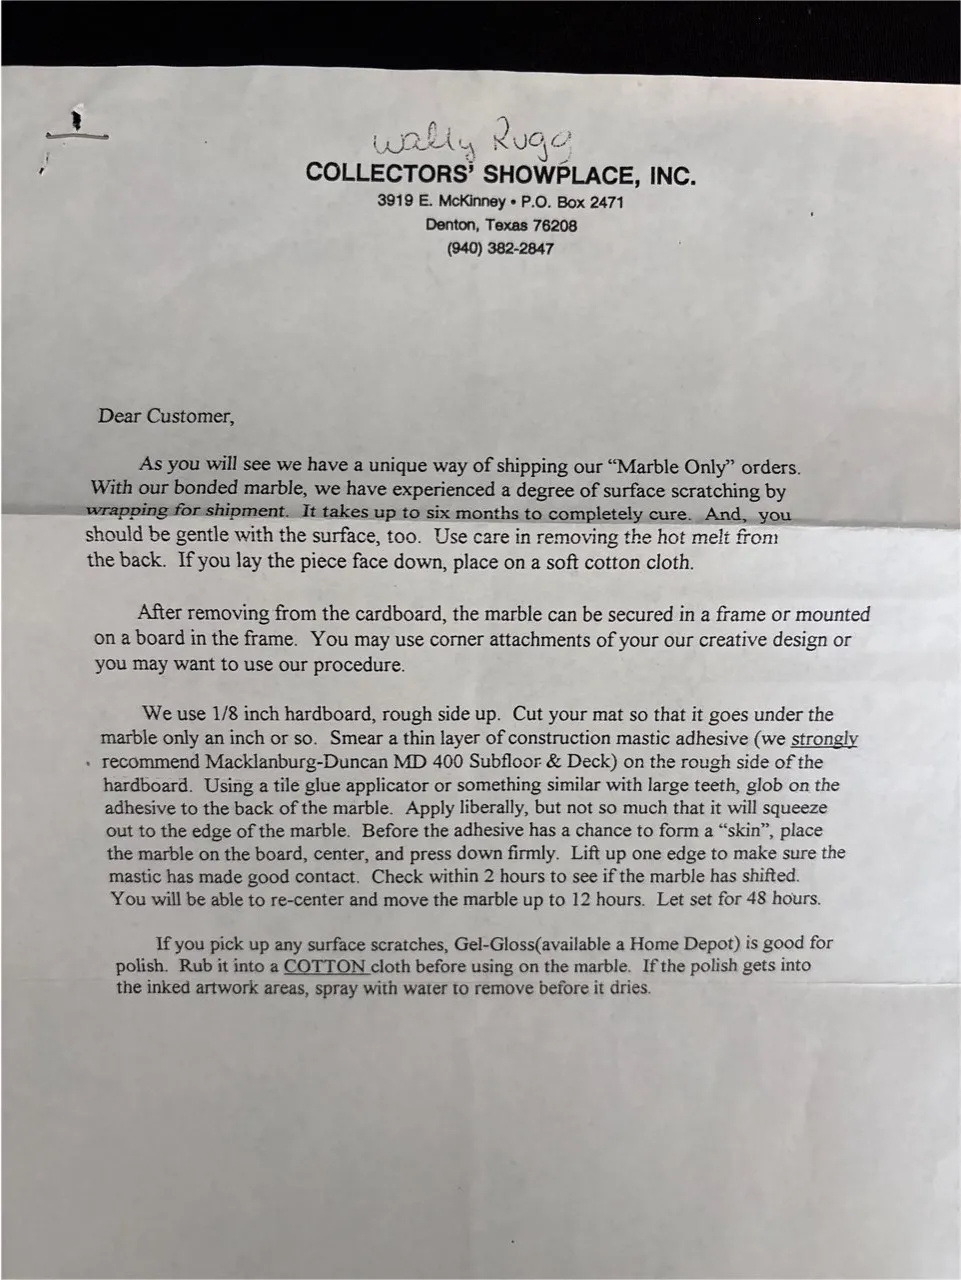 Wally Rugg
COLLECTORS' SHOWPLACE, INC.
3919 E. McKinney • P.O. Box 2471
Denton, Texas 76208
(940) 382-2847
Dear Customer,
As you will see we have a unique way of shipping our “Marble Only” orders.
With our bonded marble, we have experienced a degree of surface scratching by
wrapping for shipment. It takes up to six months to completely cure. And, you
should be gentle with the surface, too. Use care in removing the hot melt from
the back. If you lay the piece face down, place on a soft cotton cloth.
After removing from the cardboard, the marble can be secured in a frame or mounted
on a board in the frame. You may use corner attachments of your our creative design or
you may want to use our procedure.
We use 1/8 inch hardboard, rough side up. Cut your mat so that it goes under the
marble only an inch or so. Smear a thin layer of construction mastic adhesive (we strongly
recommend Macklanburg-Duncan MD 400 Subfloor & Deck) on the rough side of the
hardboard. Using a tile glue applicator or something similar with large teeth, glob on the
adhesive to the back of the marble. Apply liberally, but not so much that it will squeeze
out to the edge of the marble. Before the adhesive has a chance to form a “skin”, place
the marble on the board, center, and press down firmly. Lift up one edge to make sure the
mastic has made good contact. Check within 2 hours to see if the marble has shifted.
You will be able to re-center and move the marble up to 12 hours. Let set for 48 hours.
If you pick up any surface scratches, Gel-Gloss(available a Home Depot) is good for
polish. Rub it into a COTTON cloth before using on the marble. If the polish gets into
the inked artwork areas, spray with water to remove before it dries.